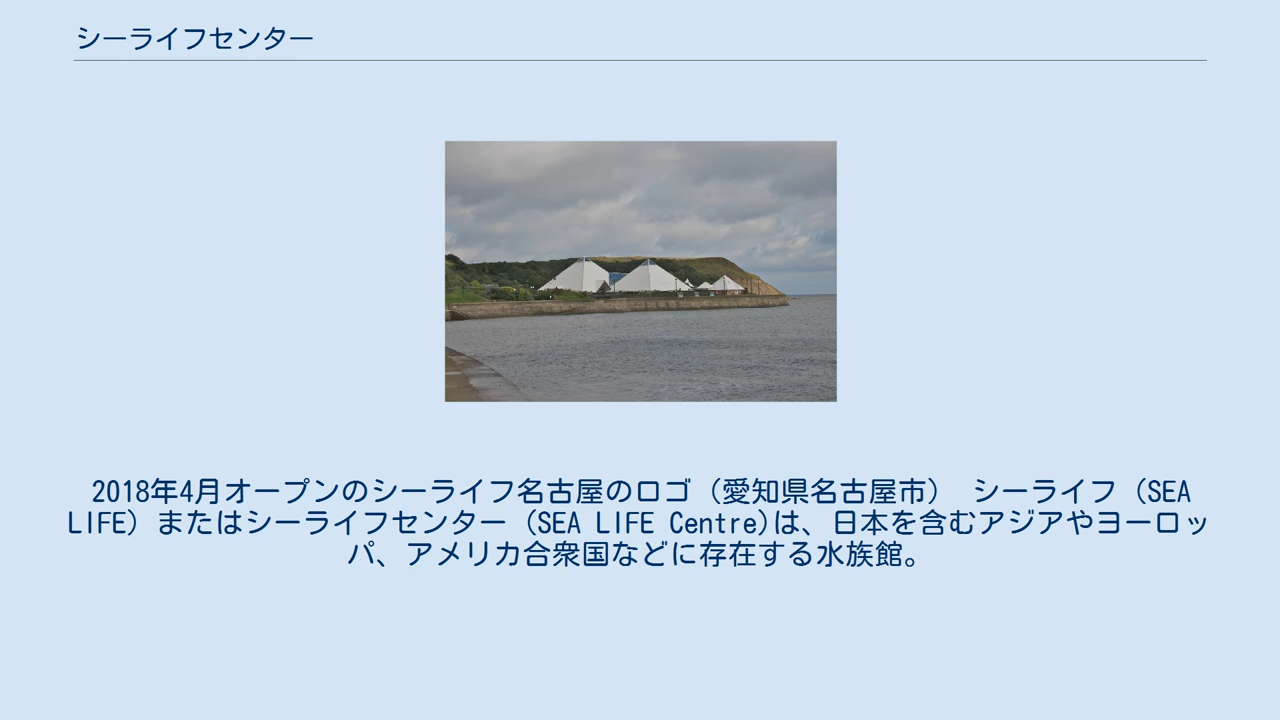 シーライフセンター
2018年4月オープンのシーライフ名古屋のロゴ（愛知県名古屋市） シーライフ（SEA
LIFE）またはシーライフセンター（SEA LIFE Centre)は、日本を含むアジアやヨーロッ
パ、アメリカ合衆国などに存在する水族館。